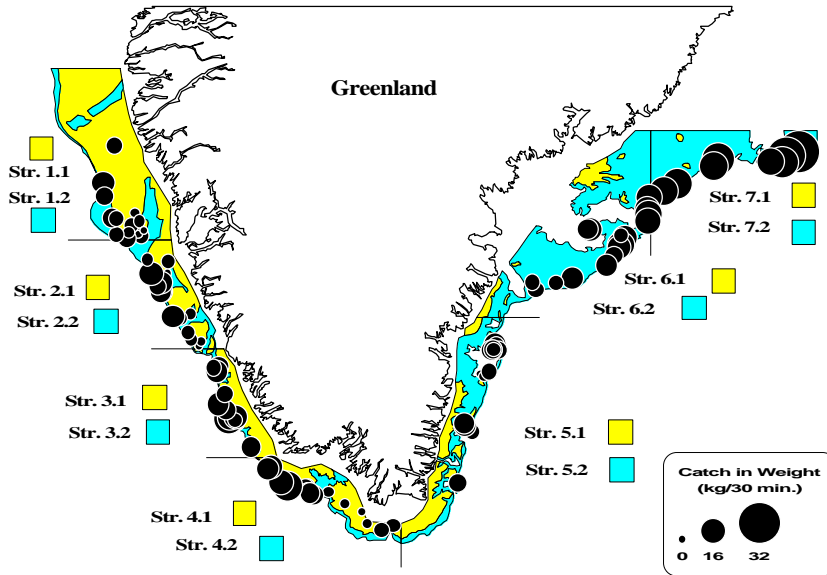 Greenland
Str. 1.1
Str. 1.2
Str. 2.1
Str. 2.2
Str. 3.1
Str. 3.2
Str. 4.1
Str. 4.2
Str. 7.1
Str. 7.2
Str. 6.1
Str. 6.2
Str. 5.1
Str. 5.2
Catch in Weight
(kg/30 min.)
0 16 32